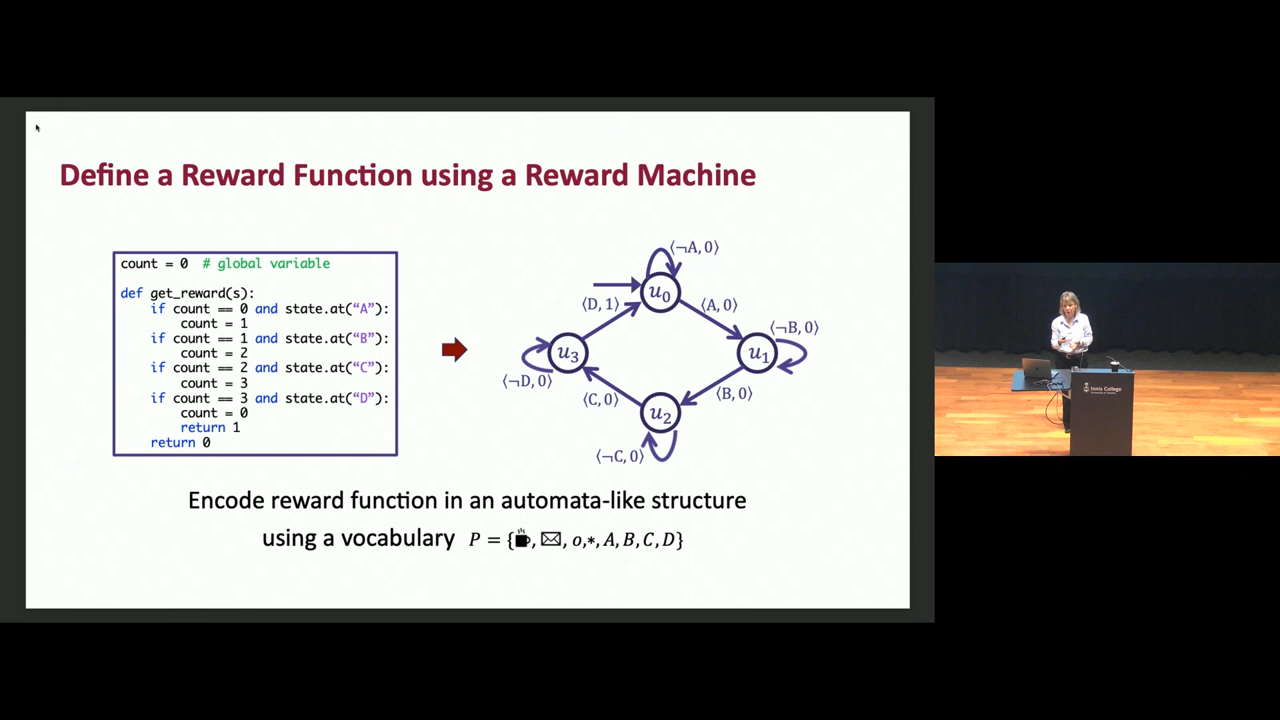 Define a Reward Function using a Reward Machine
count = 0  # global variable
def get_reward(s):
if count == 0 and state.at(“A”):
count = 1
if count == 1 and state.at(“B”):
count = 2
if count == 2 and state.at(“C”):
count = 3
if count == 3 and state.at(“D”):
count = 0
return 1
return 0
⟨¬A, 0⟩
u₀
⟨D, 1⟩
⟨A, 0⟩
⟨¬B, 0⟩
u₃
u₁
⟨¬D, 0⟩
⟨C, 0⟩
⟨B, 0⟩
u₂
⟨¬C, 0⟩
Encode reward function in an automata-like structure
using a vocabulary P = {☕, ✉, o,*, A, B, C, D}
Innis College